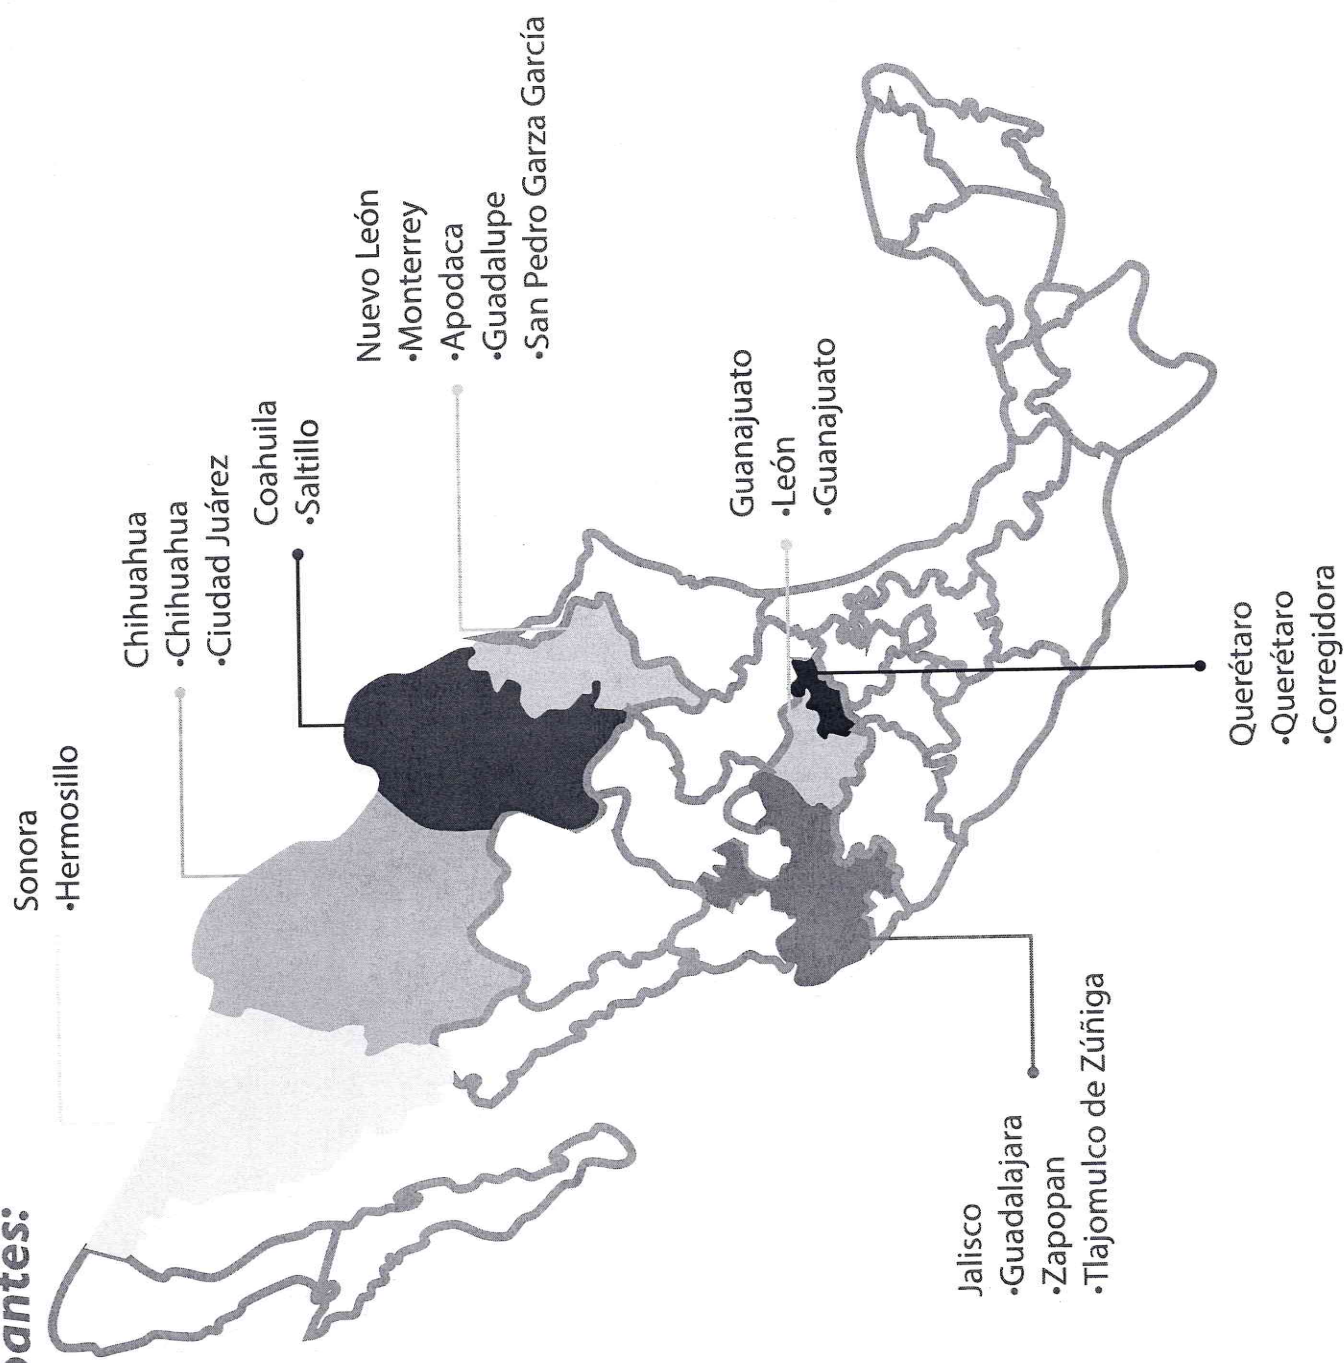 Sonora
•Hermosillo
Chihuahua
•Chihuahua
•Ciudad Juárez
Coahuila
•Saltillo
Nuevo León
•Monterrey
•Apodaca
•Guadalupe
•San Pedro Garza García
Guanajuato
•León
•Guanajuato
Jalisco
•Guadalajara
•Zapopan
•Tlajomulco de Zúñiga
Querétaro
•Querétaro
•Corregidora